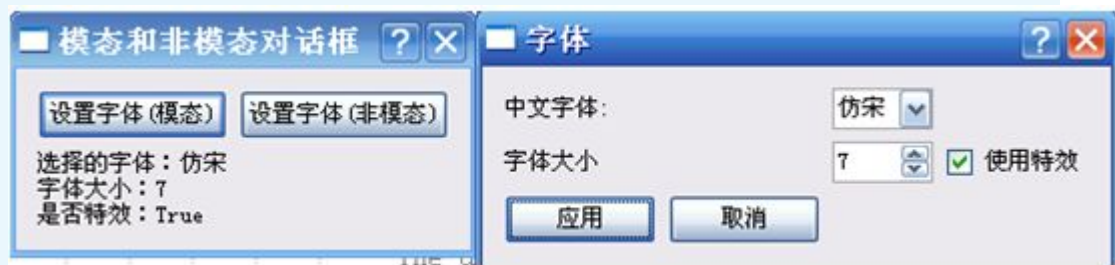 模态和非模态对话框
设置字体(模态) 设置字体(非模态)
选择的字体：仿宋
字体大小：7
是否特效：True
字体
中文字体: 仿宋
字体大小 7 使用特效
应用 取消